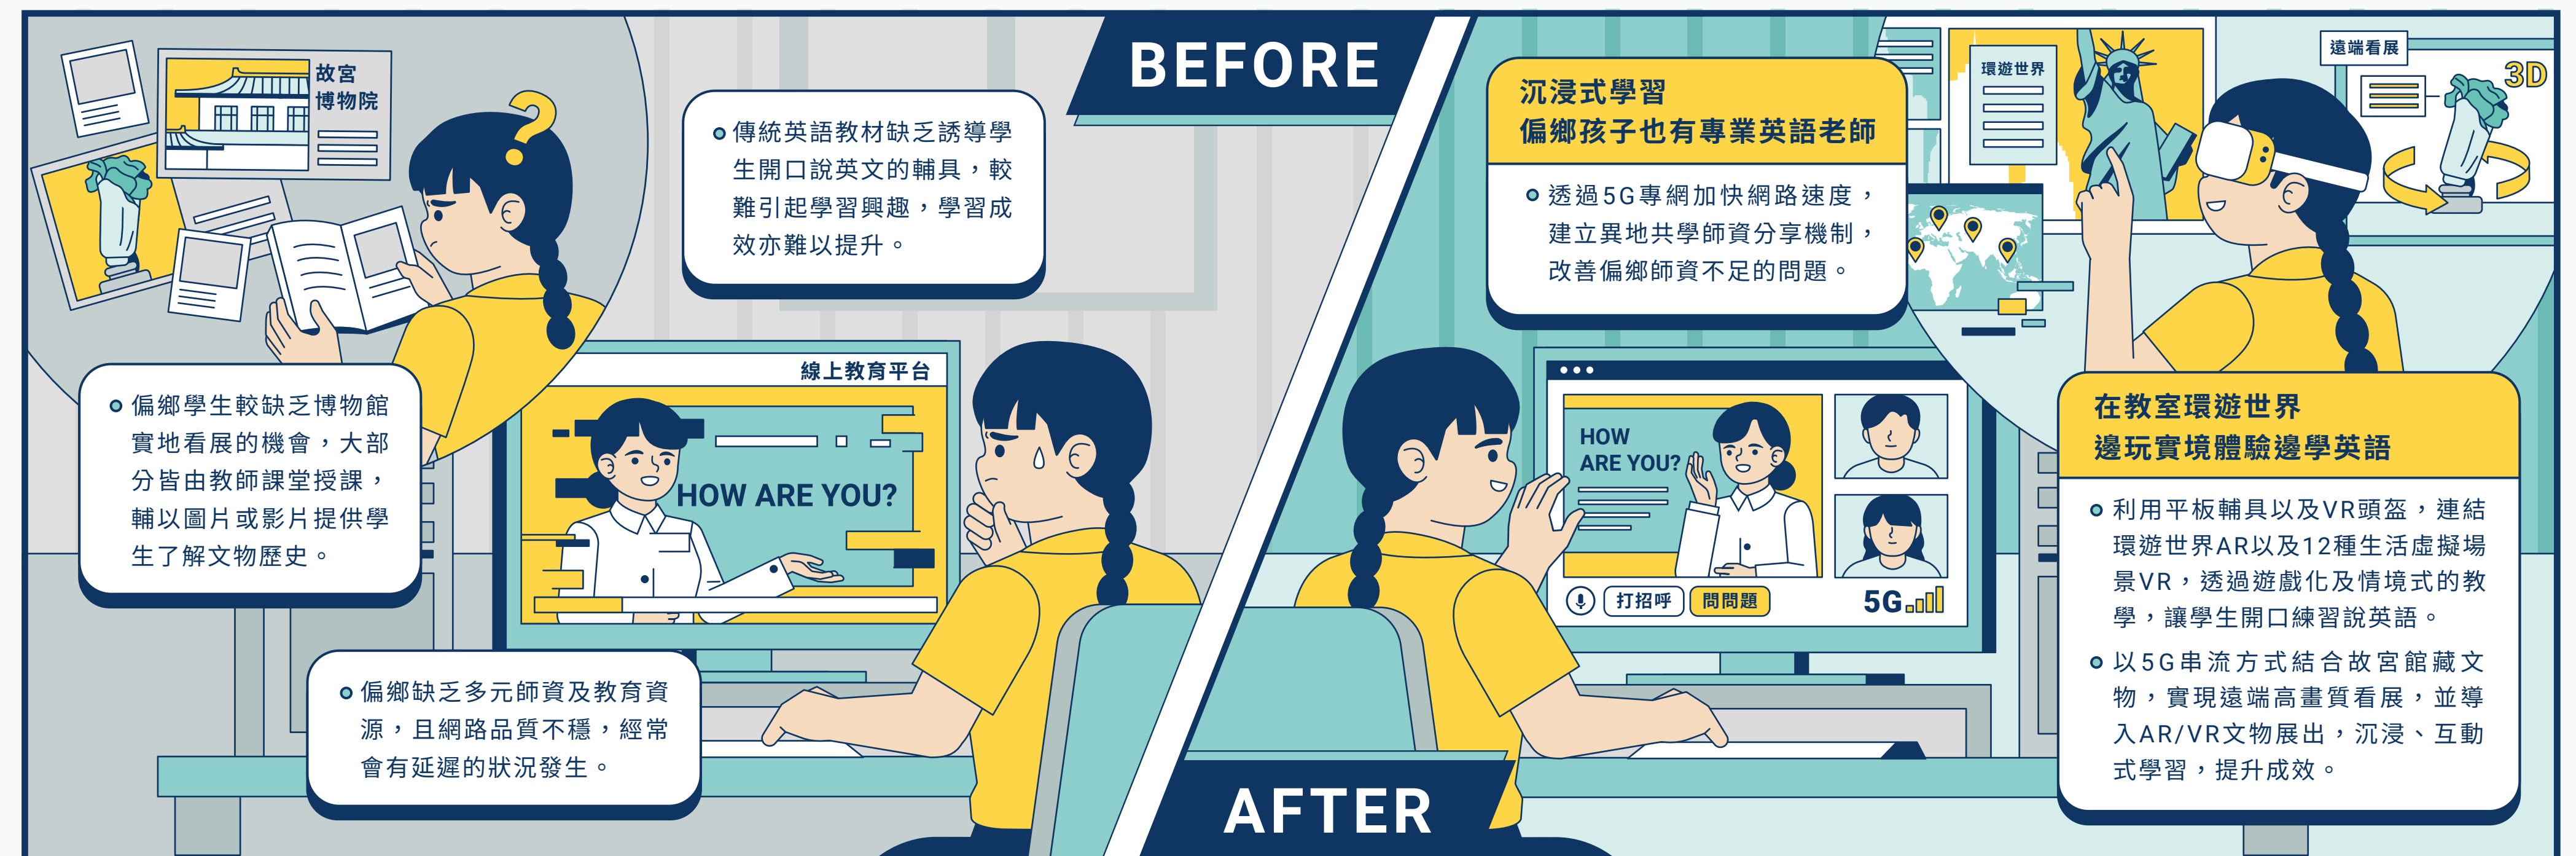 BEFORE
故宮
博物院
?
傳統英語教材缺乏誘導學
生開口說英文的輔具，較
難引起學習興趣，學習成
效亦難以提升。
偏鄉學生較缺乏博物館
實地看展的機會，大部
分皆由教師課堂授課，
輔以圖片或影片提供學
生了解文物歷史。
線上教育平台
HOW ARE YOU?
偏鄉缺乏多元師資及教育資
源，且網路品質不穩，經常
會有延遲的狀況發生。
AFTER
沉浸式學習
偏鄉孩子也有專業英語老師
透過5G專網加快網路速度，
建立異地共學師資分享機制，
改善偏鄉師資不足的問題。
環遊世界
遠端看展
3D
HOW
ARE YOU?
打招呼
問問題
5G
在教室環遊世界
邊玩實境體驗邊學英語
利用平板輔具以及VR頭盔，連結
環遊世界AR以及12種生活虛擬場
景VR，透過遊戲化及情境式的教
學，讓學生開口練習說英語。
以5G串流方式結合故宮館藏文
物，實現遠端高畫質看展，並導
入AR/VR文物展出，沉浸、互動
式學習，提升成效。